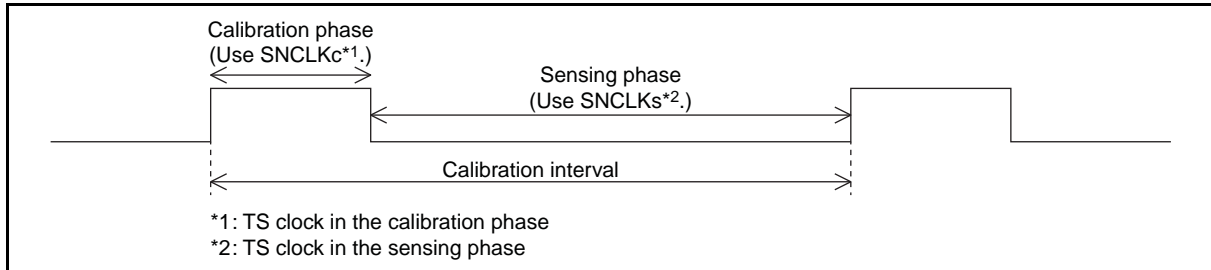 Calibration phase
(Use SNCLKc*1.)
Sensing phase
(Use SNCLKs*2.)
Calibration interval
*1: TS clock in the calibration phase
*2: TS clock in the sensing phase